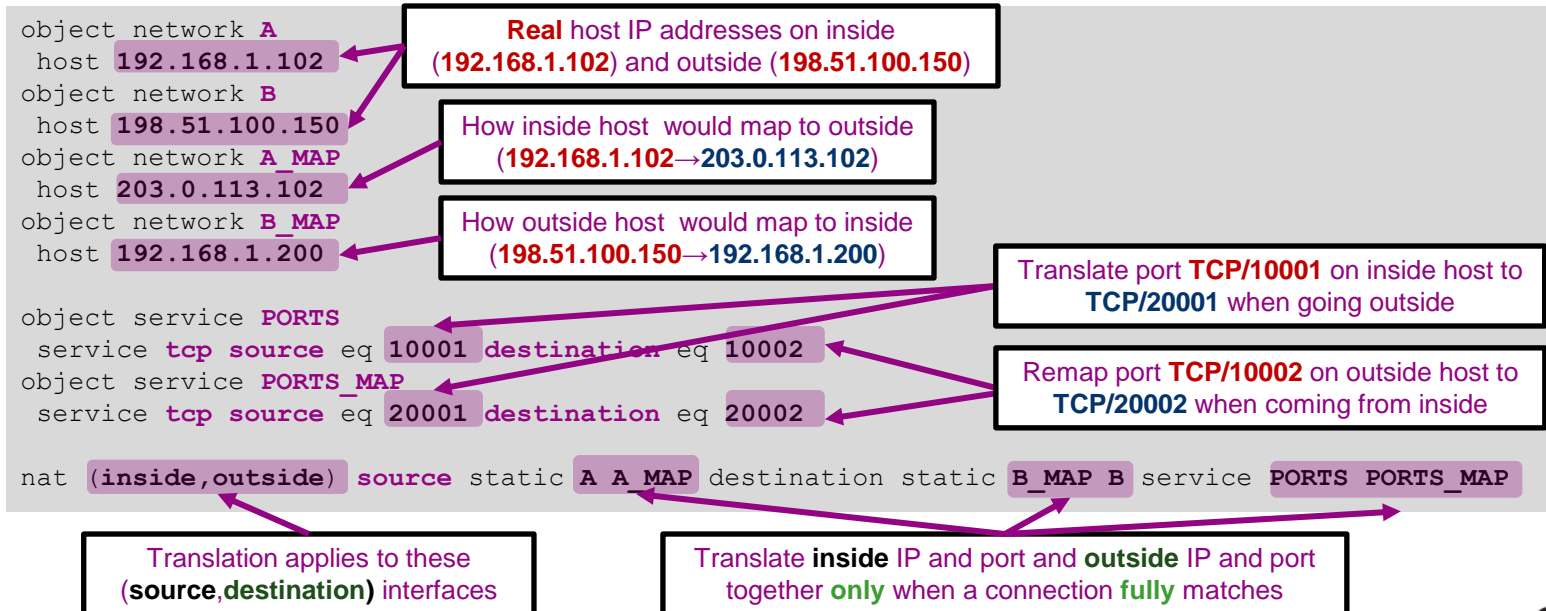 object network A
host 192.168.1.102
object network B
host 198.51.100.150
object network A_MAP
host 203.0.113.102
object network B_MAP
host 192.168.1.200
Real host IP addresses on inside
(192.168.1.102) and outside (198.51.100.150)
How inside host would map to outside
(192.168.1.102→203.0.113.102)
How outside host would map to inside
(198.51.100.150→192.168.1.200)
Translate port TCP/10001 on inside host to
TCP/20001 when going outside
object service PORTS
service tcp source eq 10001 destination eq 10002
object service PORTS_MAP
service tcp source eq 20001 destination eq 20002
Remap port TCP/10002 on outside host to
TCP/20002 when coming from inside
nat (inside,outside) source static A A_MAP destination static B_MAP B service PORTS PORTS_MAP
Translation applies to these
(source,destination) interfaces
Translate inside IP and port and outside IP and port
together only when a connection fully matches